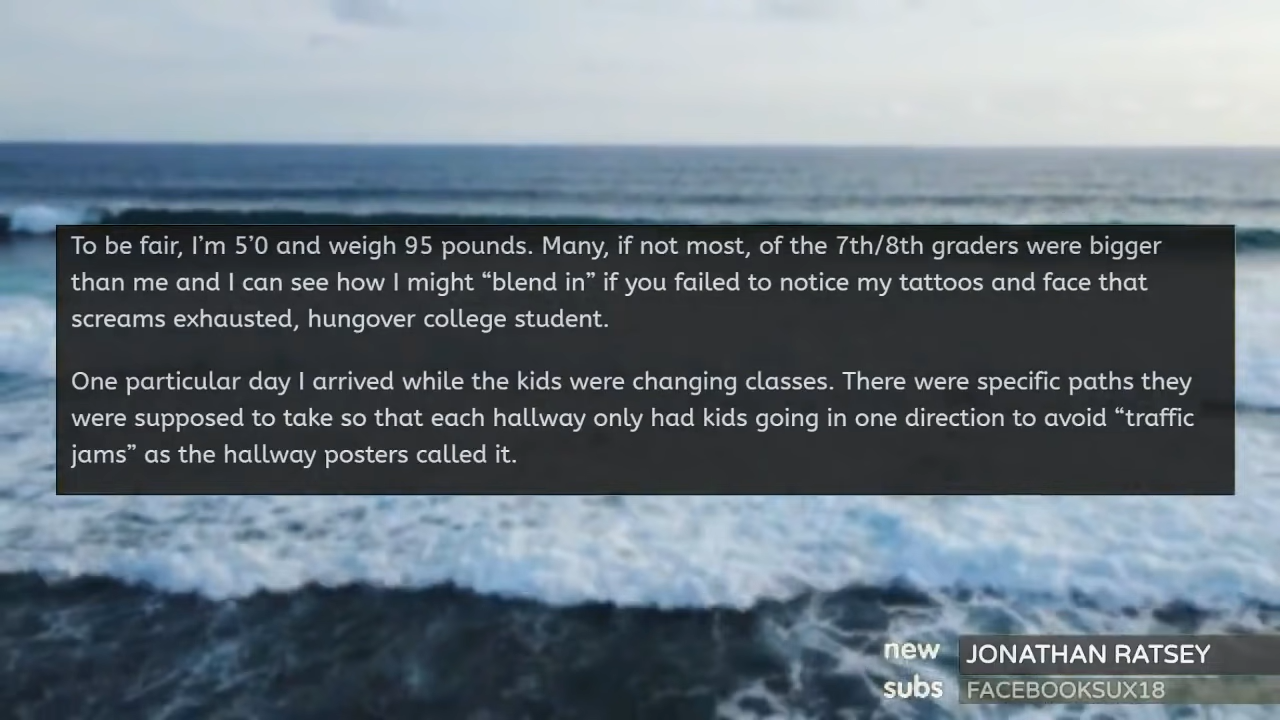 To be fair, I’m 5’0 and weigh 95 pounds. Many, if not most, of the 7th/8th graders were bigger
than me and I can see how I might “blend in” if you failed to notice my tattoos and face that
screams exhausted, hungover college student.
One particular day I arrived while the kids were changing classes. There were specific paths they
were supposed to take so that each hallway only had kids going in one direction to avoid “traffic
jams” as the hallway posters called it.
new
JONATHAN RATSEY
subs
FACEBOOKSUX18